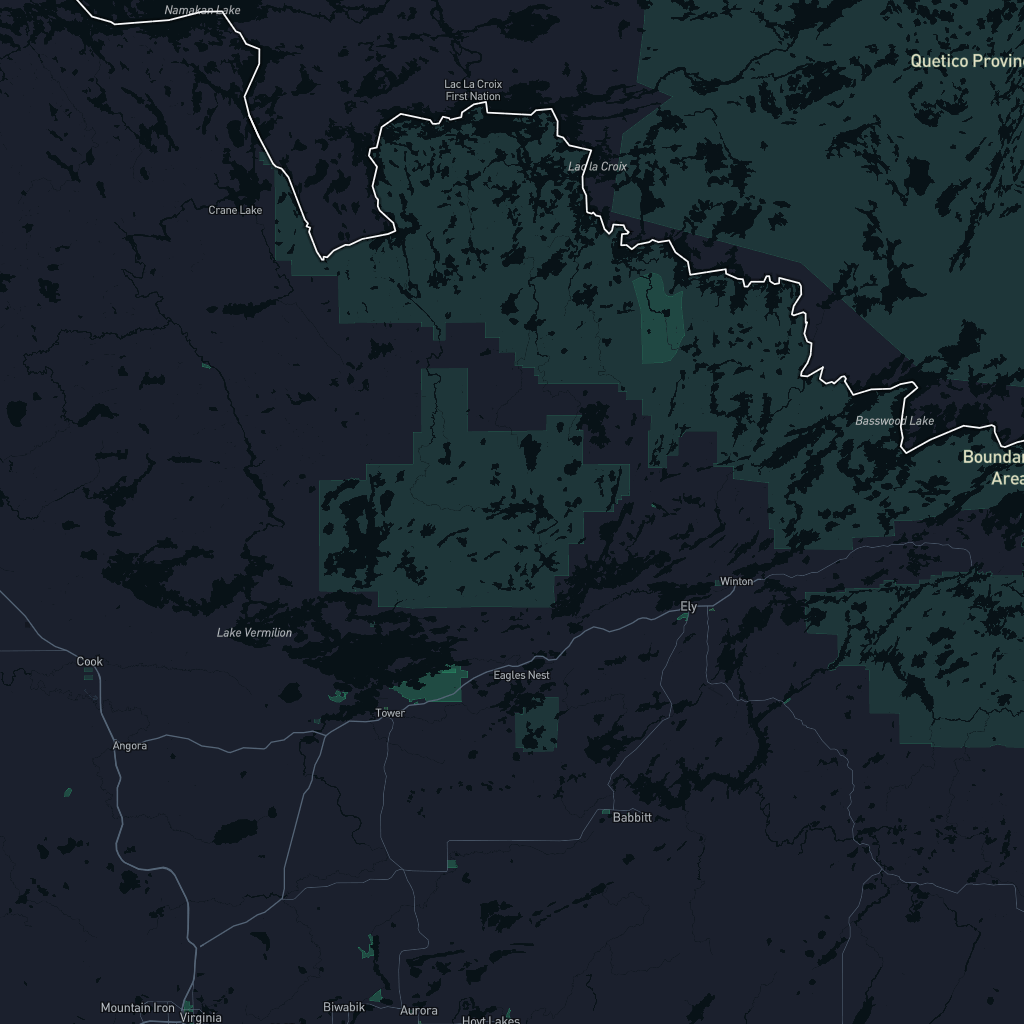 Namakan Lake
Quetico Provin
Lac La Croix
First Nation
Lac la Croix
Crane Lake
Basswood Lake
Boundar
Area
Winton
Ely
Lake Vermilion
Cook
Eagles Nest
Tower
Angora
Babbitt
Mountain Iron
Virginia
Biwabik
Aurora
Hoyt Lakes